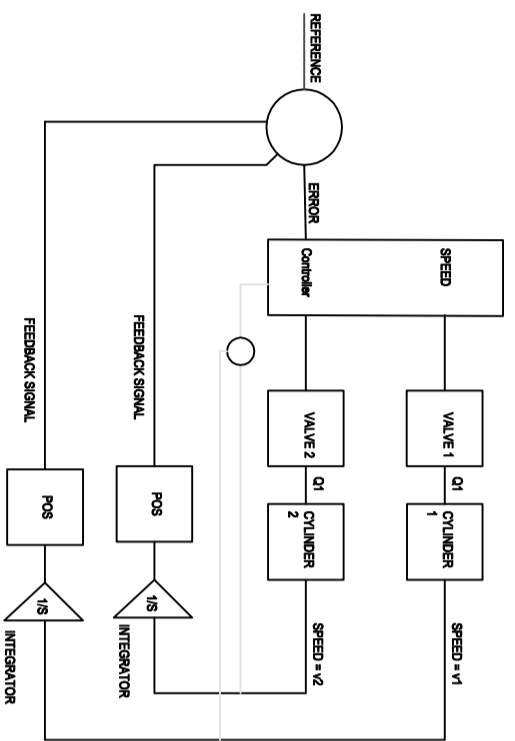 REFERENCE
ERROR
SPEED
Controller
VALVE 1
Q1
CYLINDER
1
SPEED = v1
VALVE 2
Q1
CYLINDER
2
SPEED = v2
FEEDBACK SIGNAL
POS
1/S
INTEGRATOR
FEEDBACK SIGNAL
POS
1/S
INTEGRATOR